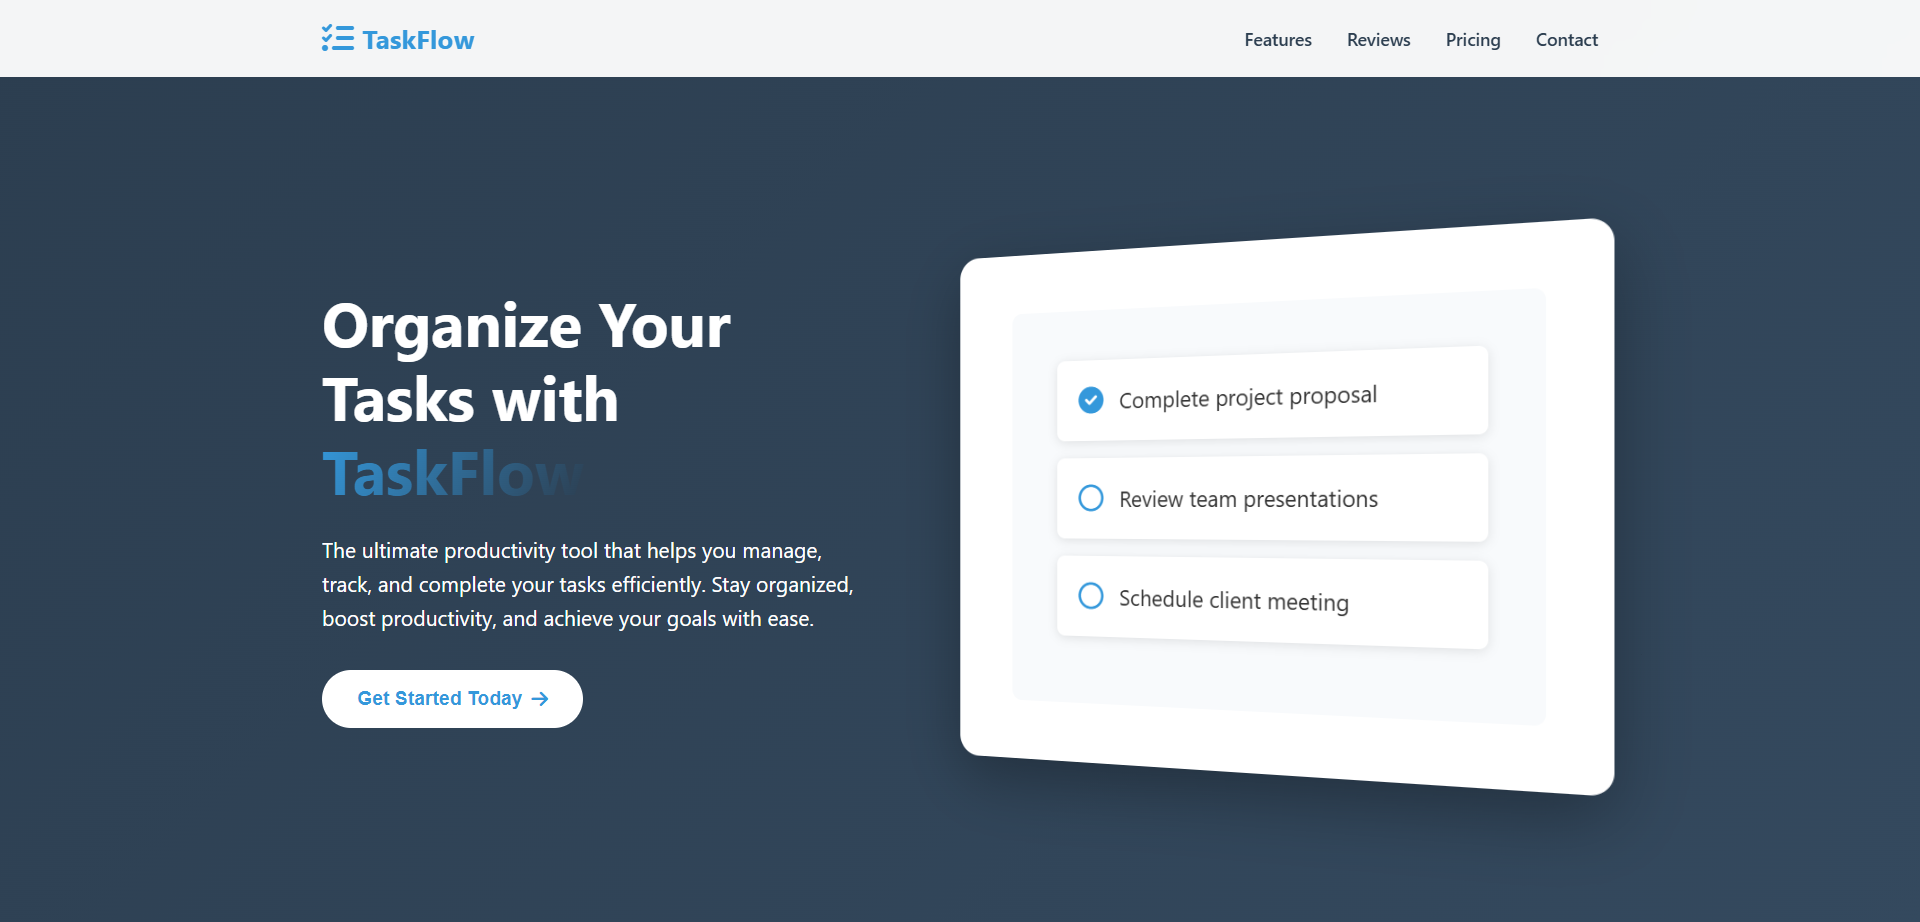 TaskFlow
Features
Reviews
Pricing
Contact
Organize Your
Tasks with
TaskFlow
The ultimate productivity tool that helps you manage,
track, and complete your tasks efficiently. Stay organized,
boost productivity, and achieve your goals with ease.
Get Started Today
Complete project proposal
Review team presentations
Schedule client meeting